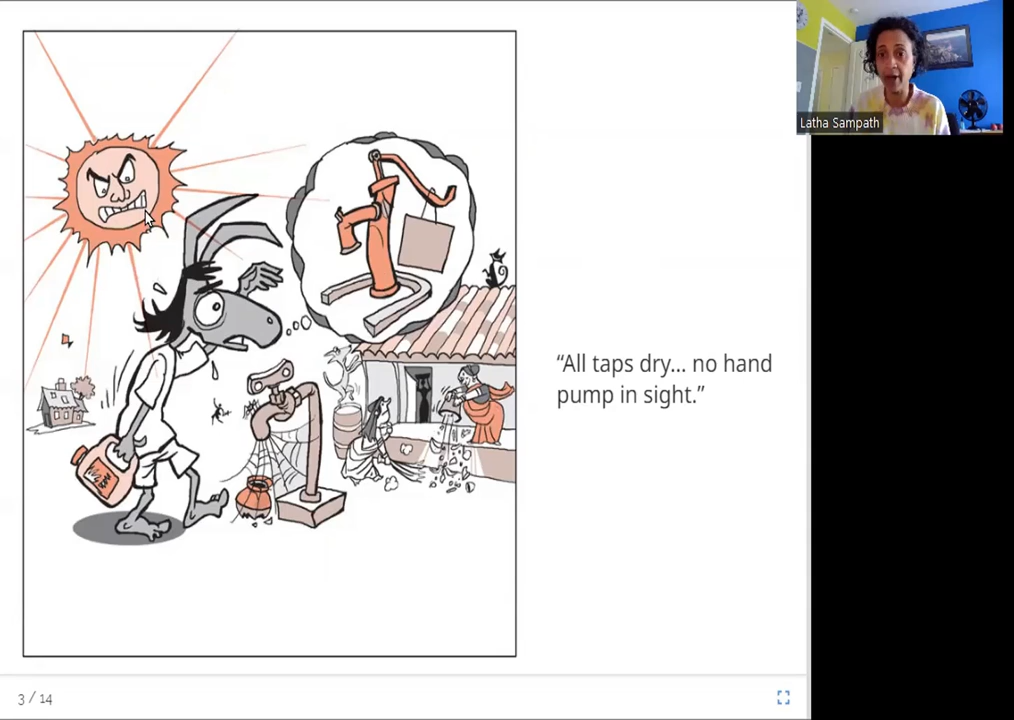 Latha Sampath
“All taps dry... no hand
pump in sight.”
3 / 14